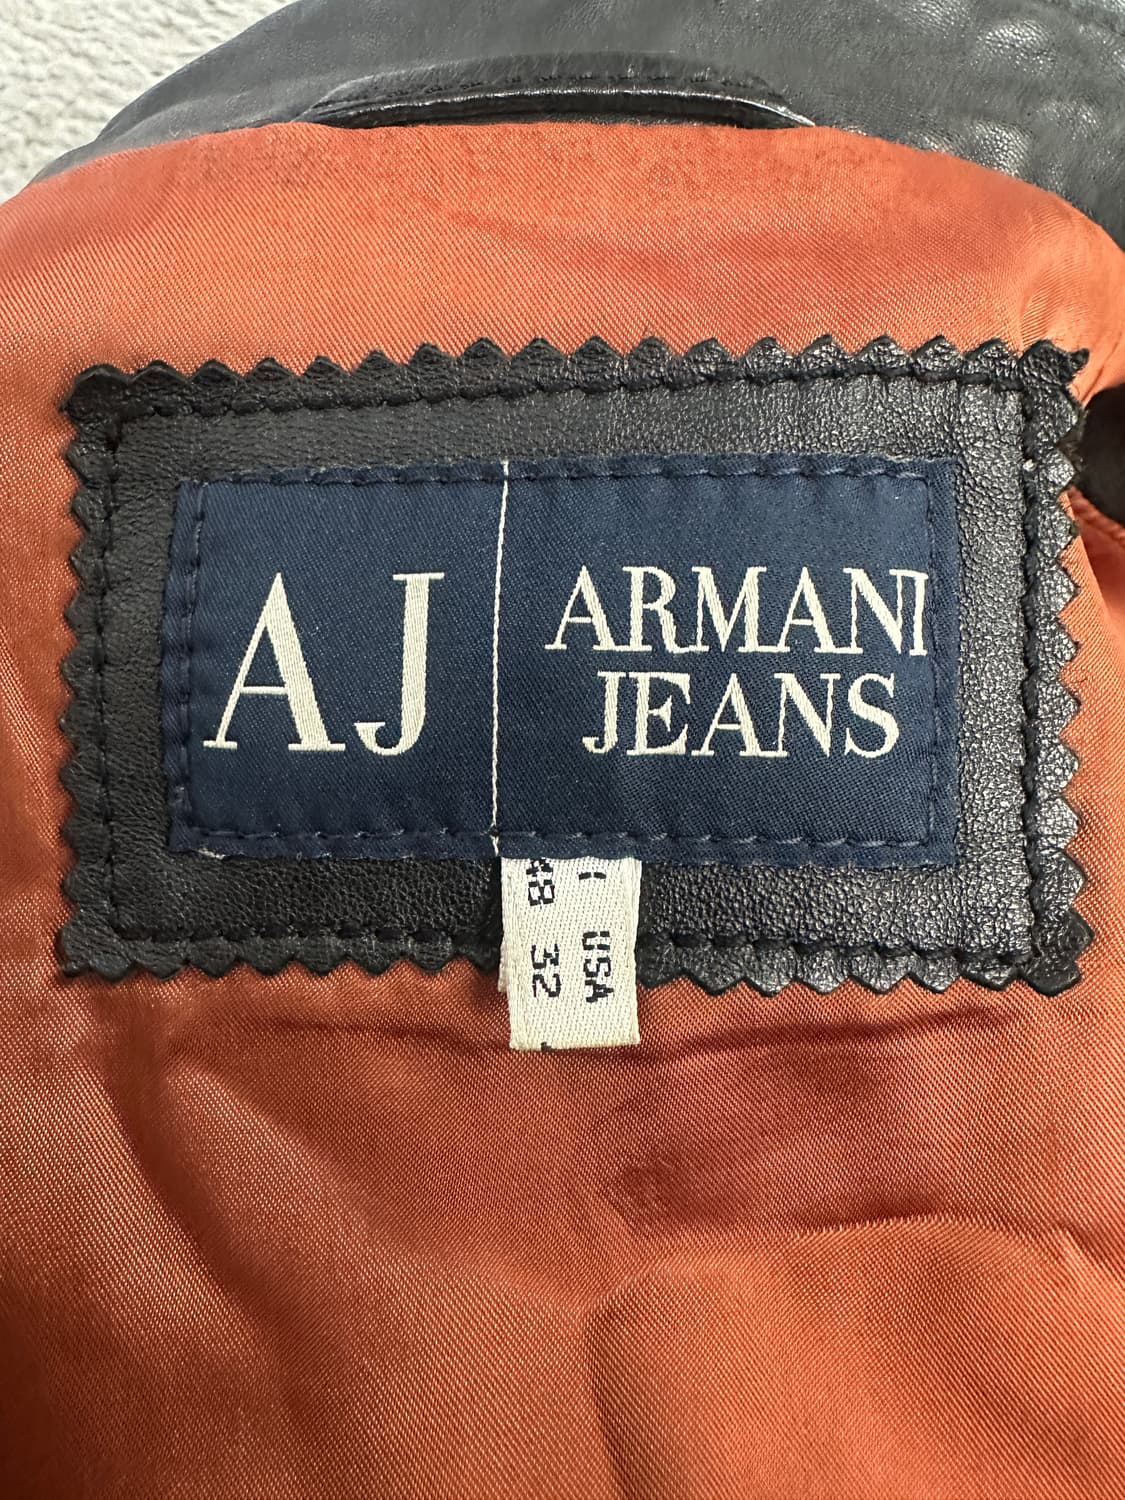 AJ
ARMANI
JEANS
I USA
48 32